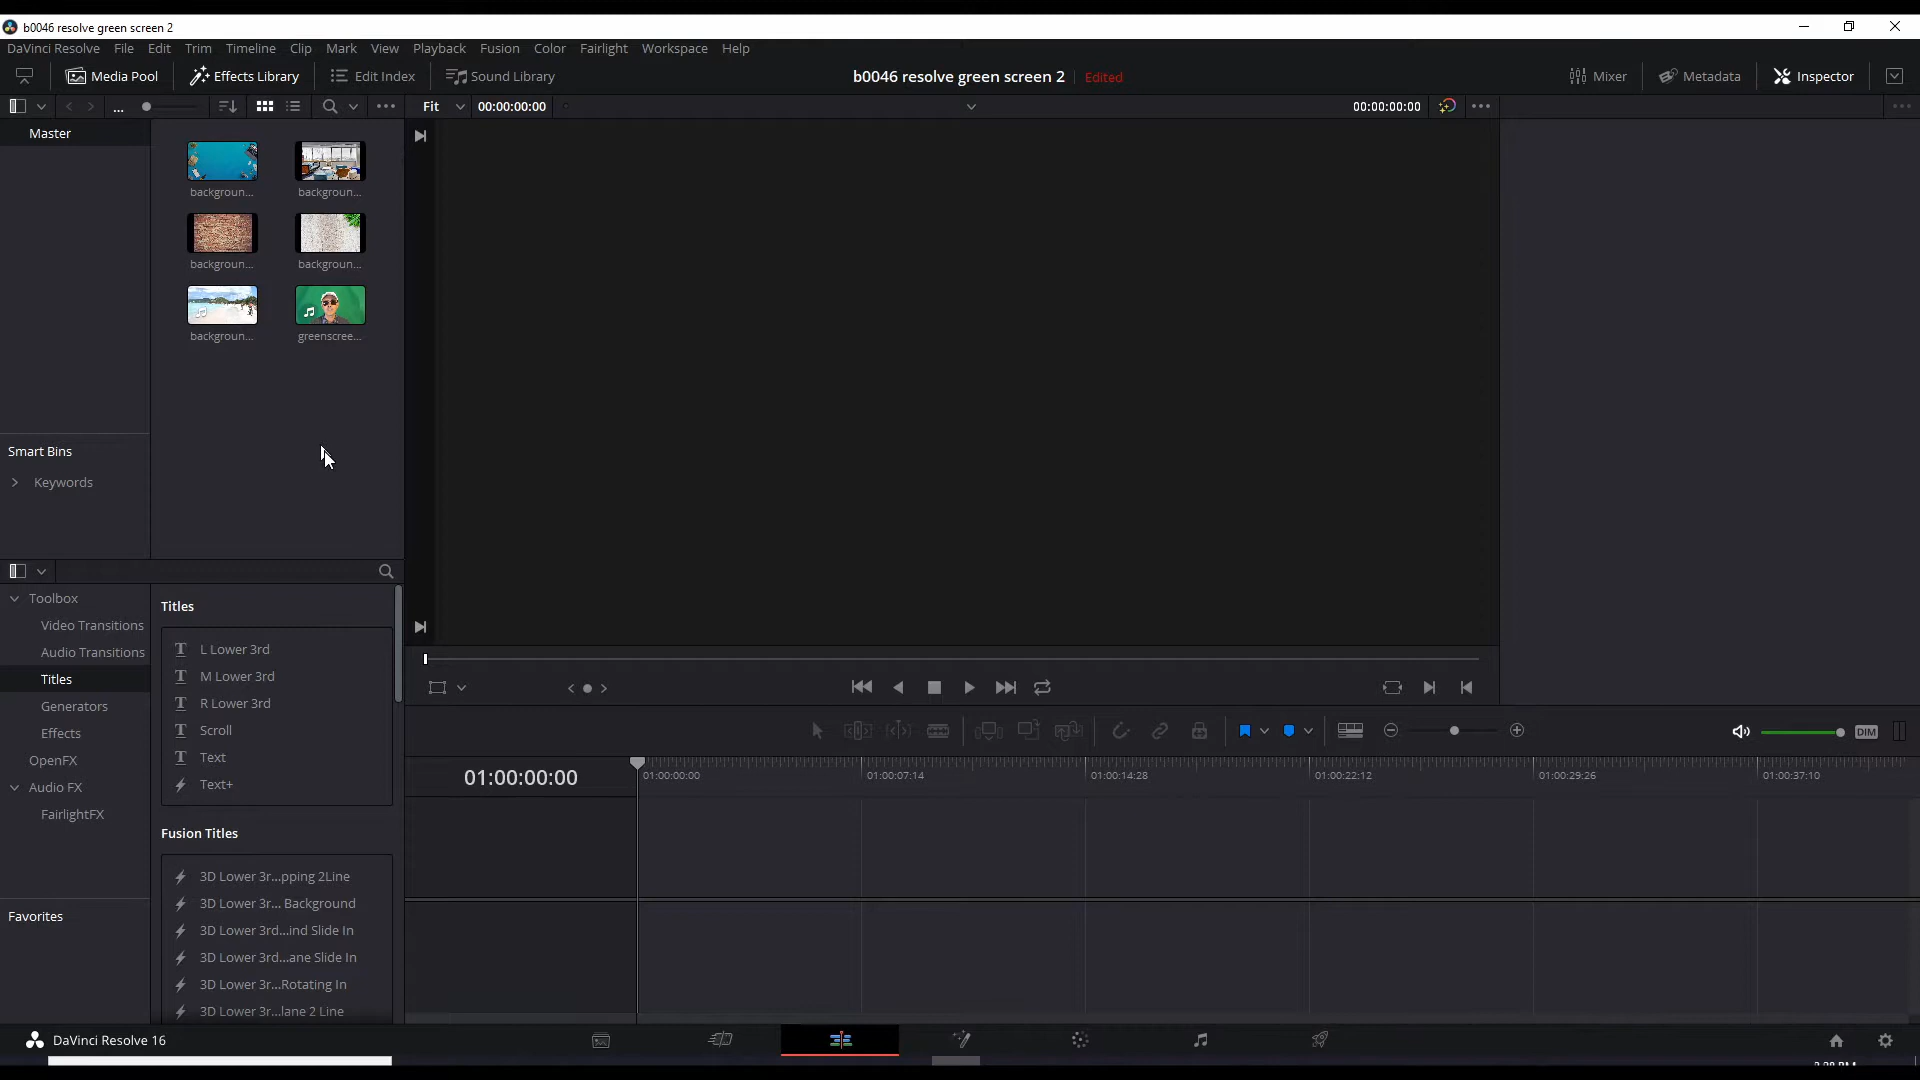 b0046 resolve green screen 2
DaVinci Resolve File Edit Trim Timeline Clip Mark View Playback Fusion Color Fairlight Workspace Help
Media Pool Effects Library Edit Index Sound Library b0046 resolve green screen 2 Edited Mixer Metadata Inspector
... Fit 00:00:00:00 00:00:00:00
Master
backgroun... backgroun...
backgroun... backgroun...
backgroun... greenscree...
Smart Bins
Keywords
Toolbox
Video Transitions
Audio Transitions
Titles
Generators
Effects
OpenFX
Audio FX
FairlightFX
Favorites
Titles
L Lower 3rd
M Lower 3rd
R Lower 3rd
Scroll
Text
Text+
Fusion Titles
3D Lower 3r...pping 2Line
3D Lower 3r... Background
3D Lower 3rd...ind Slide In
3D Lower 3rd...ane Slide In
3D Lower 3r...Rotating In
3D Lower 3r...lane 2 Line
DIM
01:00:00:00 01:00:00:00 01:00:07:14 01:00:14:28 01:00:22:12 01:00:29:26 01:00:37:10
DaVinci Resolve 16